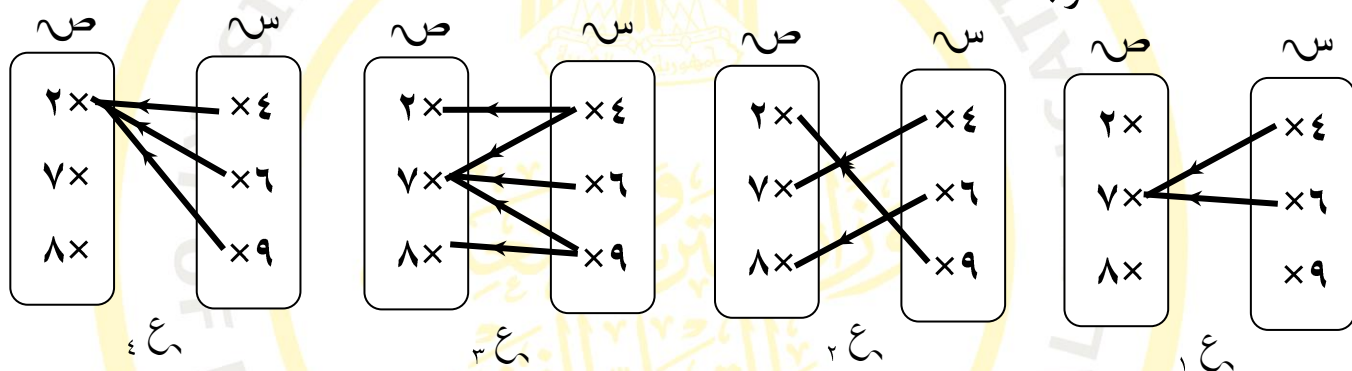 س ص س ص س ص س ص
×٤ ٢× ×٤ ٢× ×٤ ٢× ×٤ ٢×
×٦ ٧× ×٦ ٧× ×٦ ٧× ×٦ ٧×
×٩ ٨× ×٩ ٨× ×٩ ٨× ×٩ ٨×
ع١ ع٢ ع٣ ع٤